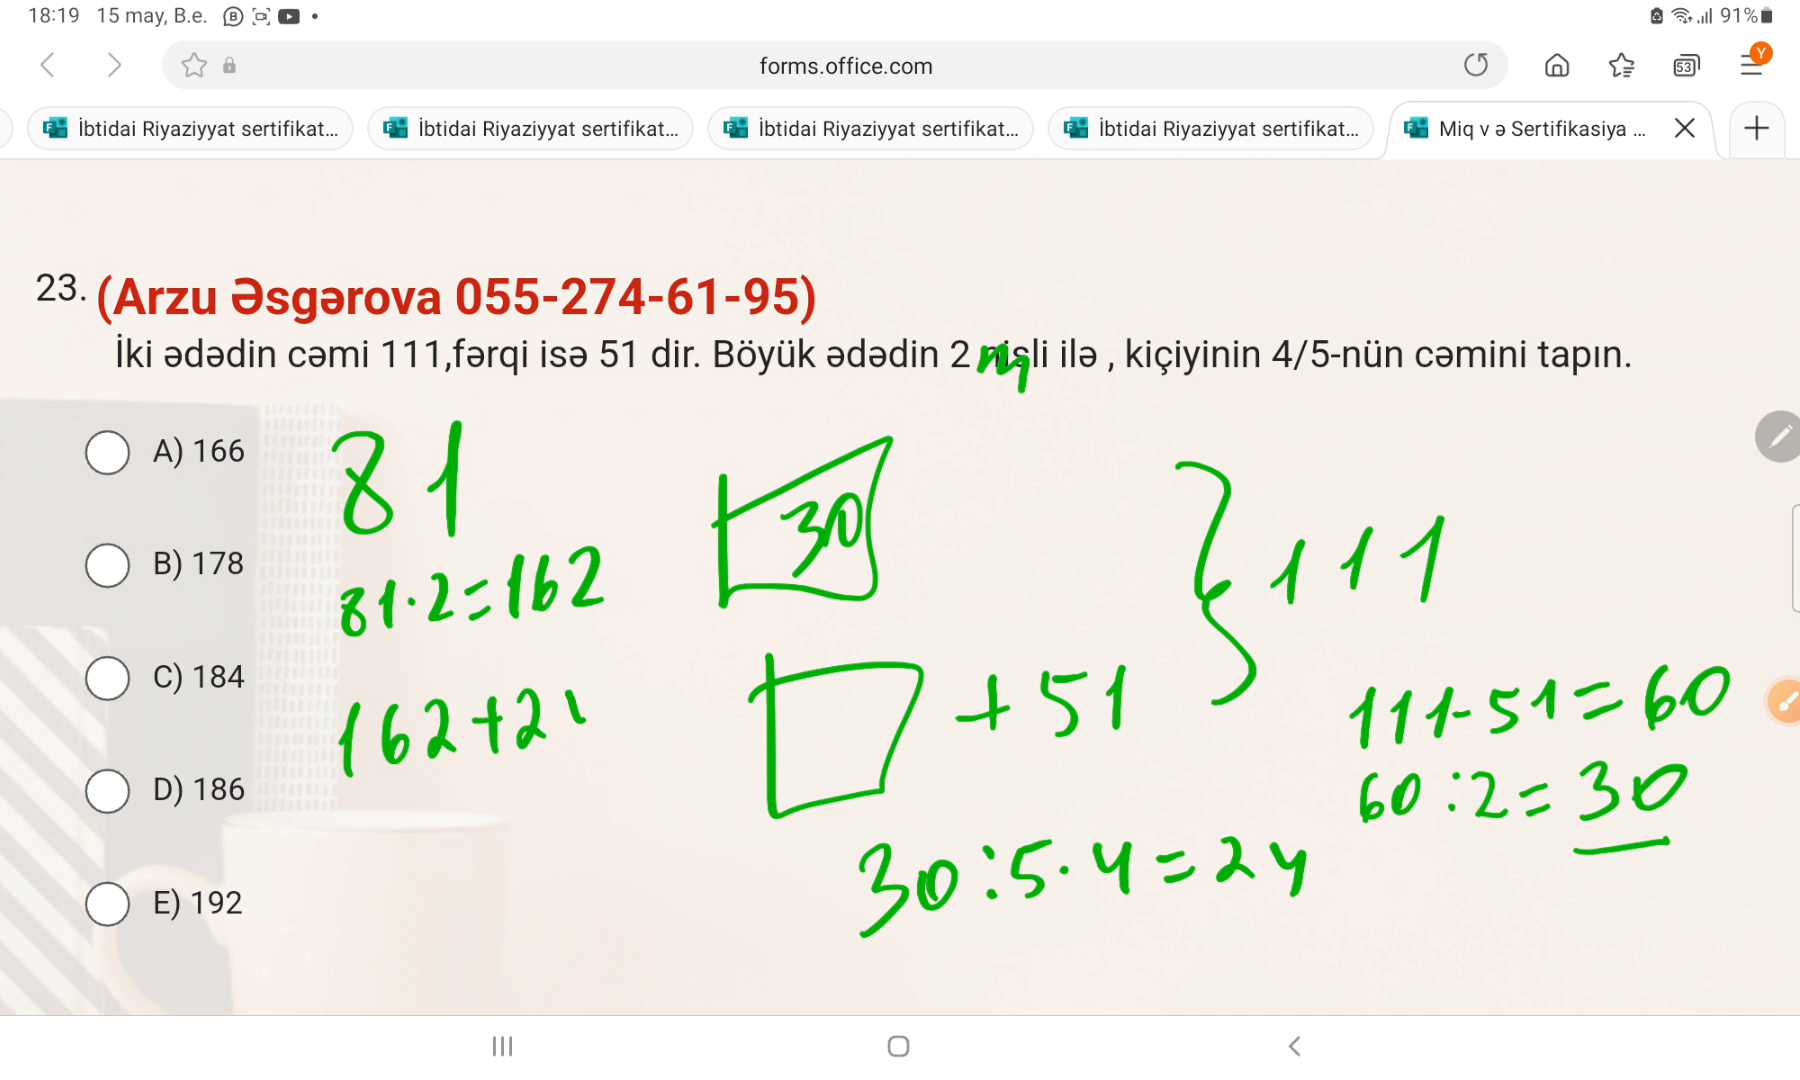 18:19 15 may, B.e. 91%
forms.office.com 53 Y
İbtidai Riyaziyyat sertifikat... İbtidai Riyaziyyat sertifikat... İbtidai Riyaziyyat sertifikat... İbtidai Riyaziyyat sertifikat... Miq v ə Sertifikasiya ...
23. (Arzu Əsgərova 055-274-61-95)
İki ədədin cəmi 111,fərqi isə 51 dir. Böyük ədədin 2 misli ilə , kiçiyinin 4/5-nün cəmini tapın.
A) 166
B) 178
C) 184
D) 186
E) 192
81
81·2=162
162+2
30
+51
111
111-51=60
60:2=30
30:5·4=24